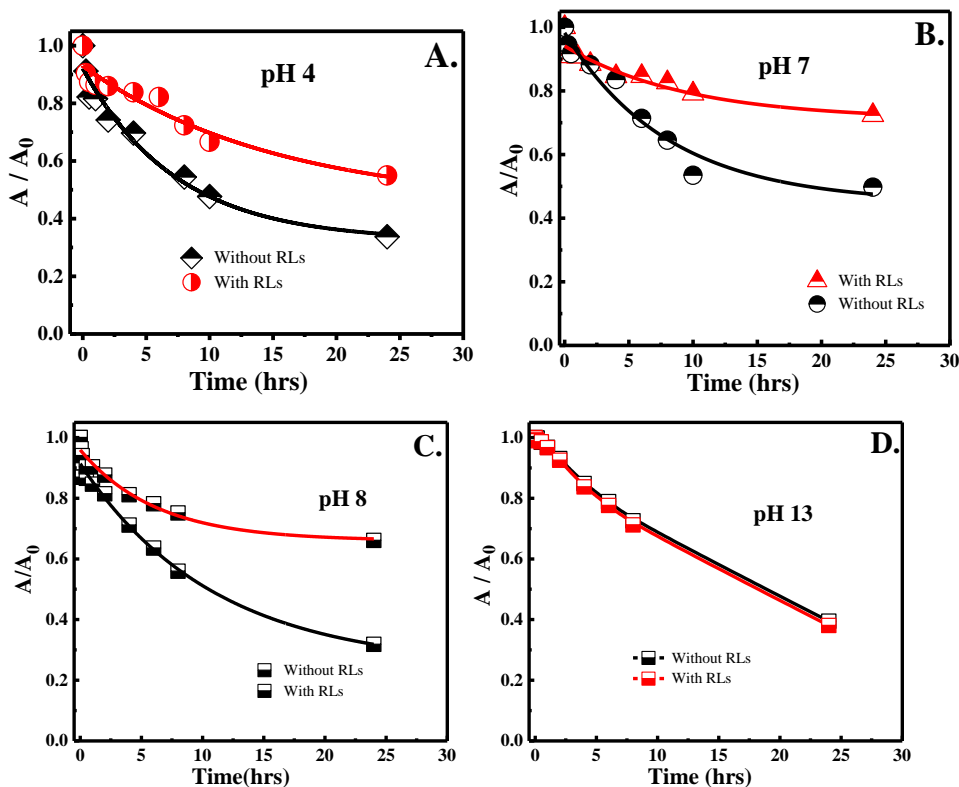 A.
pH 4
A / A0
1.0
0.8
0.6
0.4
0.2
0.0
Without RLs
With RLs
0 5 10 15 20 25 30
Time (hrs)
B.
pH 7
A/A0
1.0
0.8
0.6
0.4
0.2
0.0
With RLs
Without RLs
0 5 10 15 20 25 30
Time (hrs)
C.
pH 8
A/A0
1.0
0.8
0.6
0.4
0.2
0.0
Without RLs
With RLs
0 5 10 15 20 25 30
Time(hrs)
D.
pH 13
A / A0
1.0
0.8
0.6
0.4
0.2
0.0
Without RLs
With RLs
0 5 10 15 20 25 30
Time (hrs)